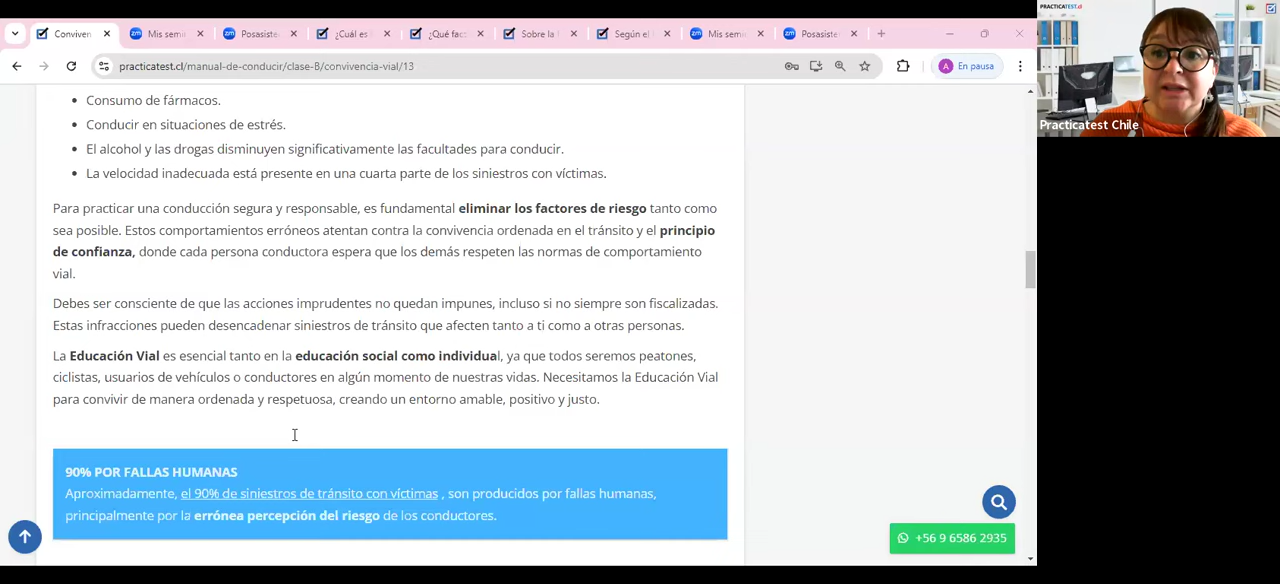 Conviven
Mis semi
Posasiste
¿Cuál es
¿Qué fac
Sobre la
Según el
Mis semi
Posasiste
practicatest.cl/manual-de-conducir/clase-B/convivencia-vial/13
A
En pausa
PRACTICATEST.cl
Practicatest Chile
• Consumo de fármacos.
• Conducir en situaciones de estrés.
• El alcohol y las drogas disminuyen significativamente las facultades para conducir.
• La velocidad inadecuada está presente en una cuarta parte de los siniestros con víctimas.
Para practicar una conducción segura y responsable, es fundamental eliminar los factores de riesgo tanto como
sea posible. Estos comportamientos erróneos atentan contra la convivencia ordenada en el tránsito y el principio
de confianza, donde cada persona conductora espera que los demás respeten las normas de comportamiento
vial.
Debes ser consciente de que las acciones imprudentes no quedan impunes, incluso si no siempre son fiscalizadas.
Estas infracciones pueden desencadenar siniestros de tránsito que afecten tanto a ti como a otras personas.
La Educación Vial es esencial tanto en la educación social como individual, ya que todos seremos peatones,
ciclistas, usuarios de vehículos o conductores en algún momento de nuestras vidas. Necesitamos la Educación Vial
para convivir de manera ordenada y respetuosa, creando un entorno amable, positivo y justo.
90% POR FALLAS HUMANAS
Aproximadamente, el 90% de siniestros de tránsito con víctimas , son producidos por fallas humanas,
principalmente por la errónea percepción del riesgo de los conductores.
+56 9 6586 2935